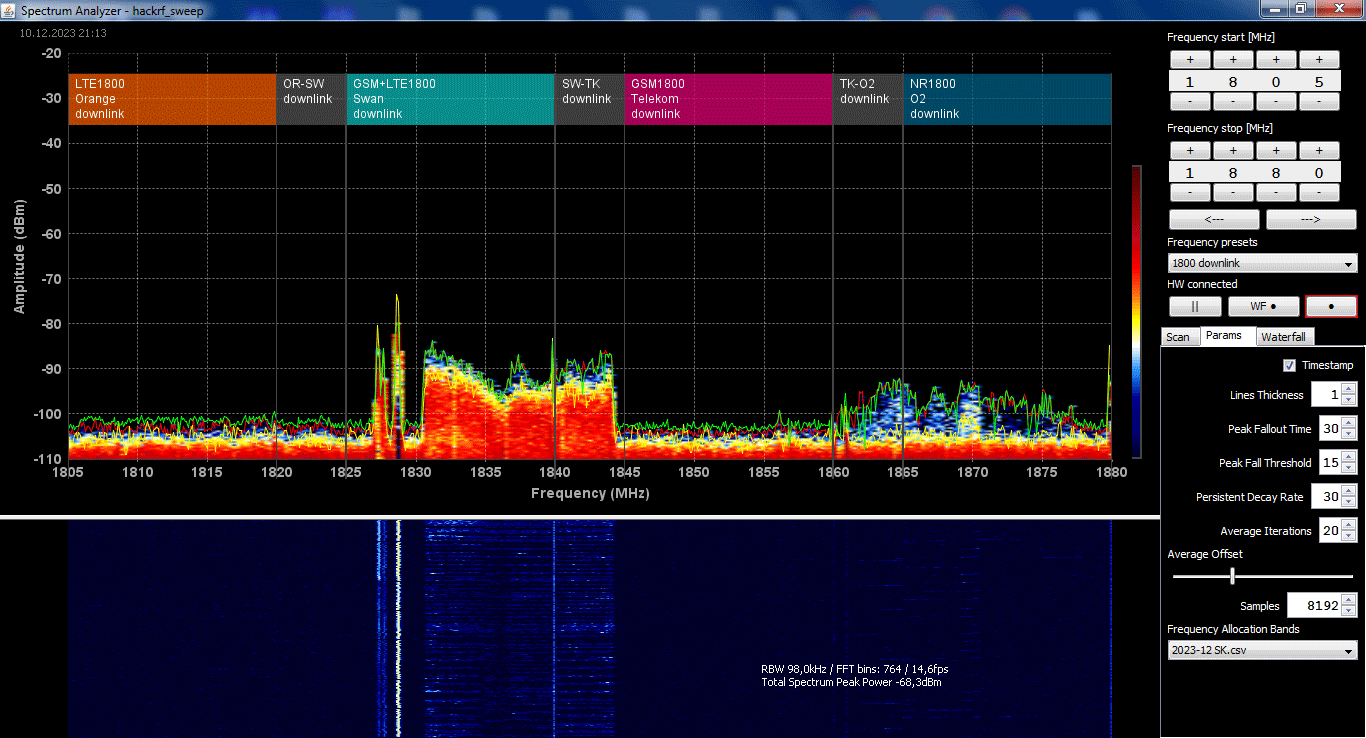 Spectrum Analyzer - hackrf_sweep
10.12.2023 21:13
-20
-30
-40
-50
-60
-70
-80
-90
-100
-110
Amplitude (dBm)
LTE1800
Orange
downlink
OR-SW
downlink
GSM+LTE1800
Swan
downlink
SW-TK
downlink
GSM1800
Telekom
downlink
TK-O2
downlink
NR1800
O2
downlink
1805 1810 1815 1820 1825 1830 1835 1840 1845 1850 1855 1860 1865 1870 1875 1880
Frequency (MHz)
RBW 98,0kHz / FFT bins: 764 / 14,6fps
Total Spectrum Peak Power -68,3dBm
Frequency start [MHz]
+ + + +
1 8 0 5
- - - -
Frequency stop [MHz]
+ + + +
1 8 8 0
- - - -
<--- --->
Frequency presets
1800 downlink
HW connected
WF
Scan Params Waterfall
Timestamp
Lines Thickness 1
Peak Fallout Time 30
Peak Fall Threshold 15
Persistent Decay Rate 30
Average Iterations 20
Average Offset
Samples 8192
Frequency Allocation Bands
2023-12 SK.csv